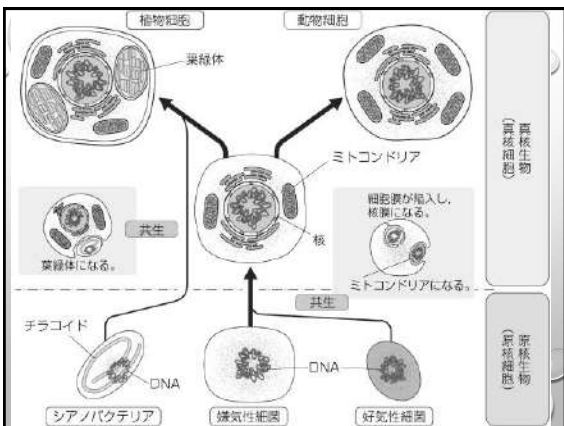 植物細胞
動物細胞
葉緑体
ミトコンドリア
核
共生
葉緑体になる。
細胞膜が陥入し,
核膜になる。
ミトコンドリアになる。
真核生物
(真核細胞)
共生
チラコイド
DNA
DNA
シアノバクテリア
嫌気性細菌
好気性細菌
原核生物
(原核細胞)